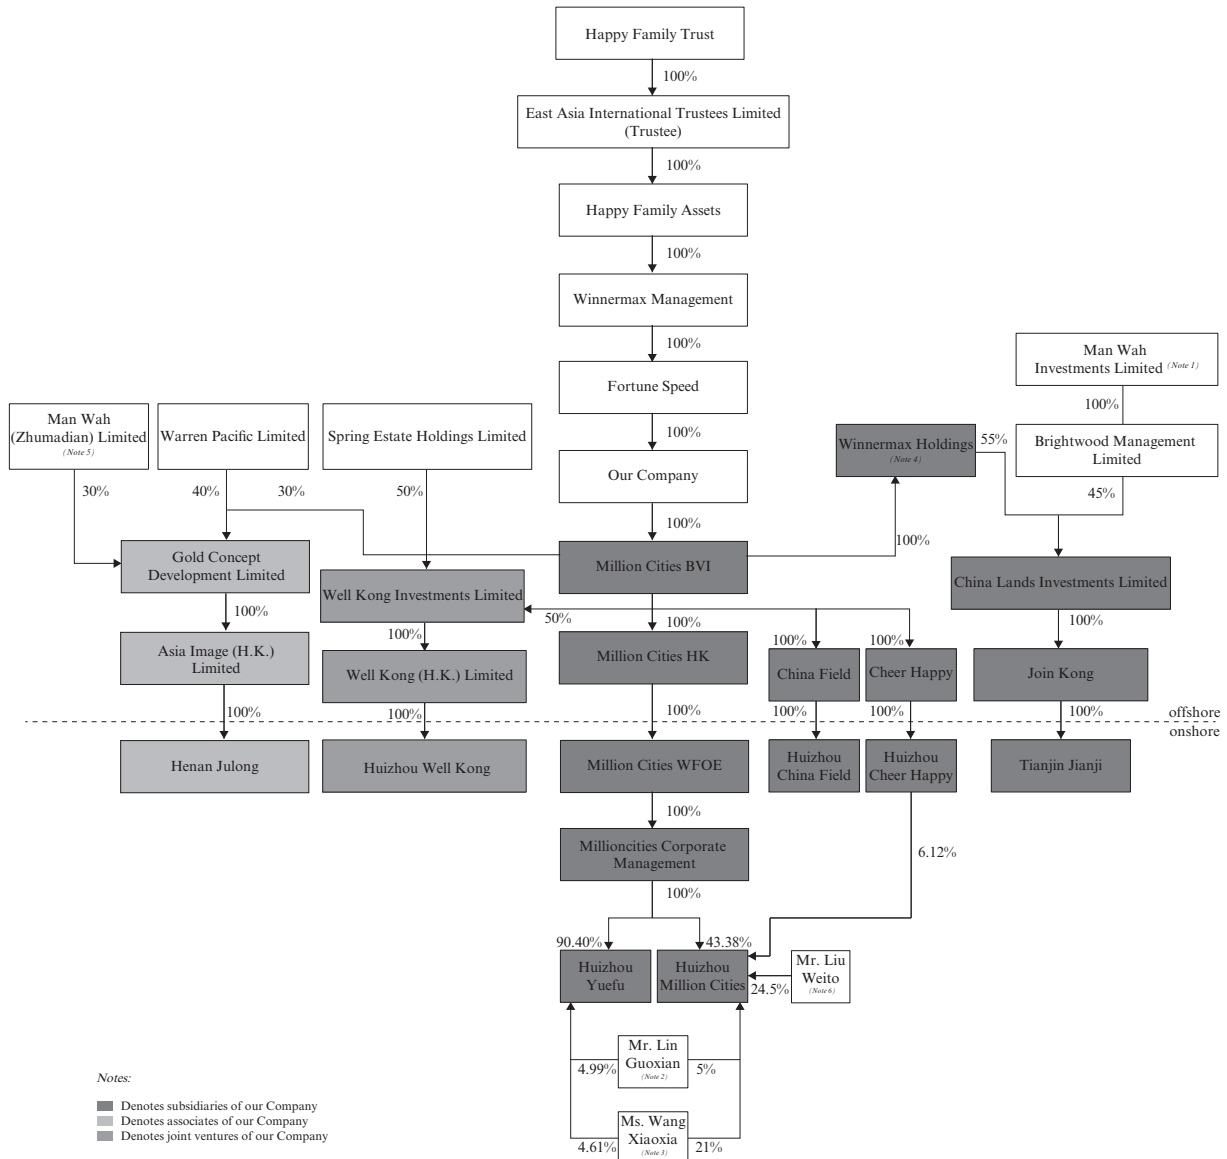 Happy Family Trust
100%
East Asia International Trustees Limited
(Trustee)
100%
Happy Family Assets
100%
Winnermax Management
100%
Fortune Speed
100%
Our Company
100%
Man Wah
Investments Limited (Note 1)
100%
Brightwood Management
Limited
45%
Winnermax Holdings
(Note 4)
55%
100%
Man Wah
(Zhumadian) Limited
(Note 5)
30%
Warren Pacific Limited
40%
30%
Spring Estate Holdings Limited
50%
Gold Concept
Development Limited
100%
Million Cities BVI
Well Kong Investments Limited
50%
100%
China Lands Investments Limited
100%
100%
100%
100%
Asia Image (H.K.)
Limited
100%
Well Kong (H.K.) Limited
100%
Million Cities HK
100%
China Field
100%
Cheer Happy
100%
Join Kong
100%
offshore
onshore
Henan Julong
Huizhou Well Kong
Million Cities WFOE
100%
Huizhou
China Field
Huizhou
Cheer Happy
Tianjin Jianji
Millioncities Corporate
Management
100%
6.12%
90.40%
43.38%
Huizhou
Yuefu
Huizhou
Million Cities
24.5%
Mr. Liu
Weito
(Note 6)
4.99%
Mr. Lin
Guoxian
(Note 2)
5%
4.61%
Ms. Wang
Xiaoxia
(Note 3)
21%
Notes:
Denotes subsidiaries of our Company
Denotes associates of our Company
Denotes joint ventures of our Company